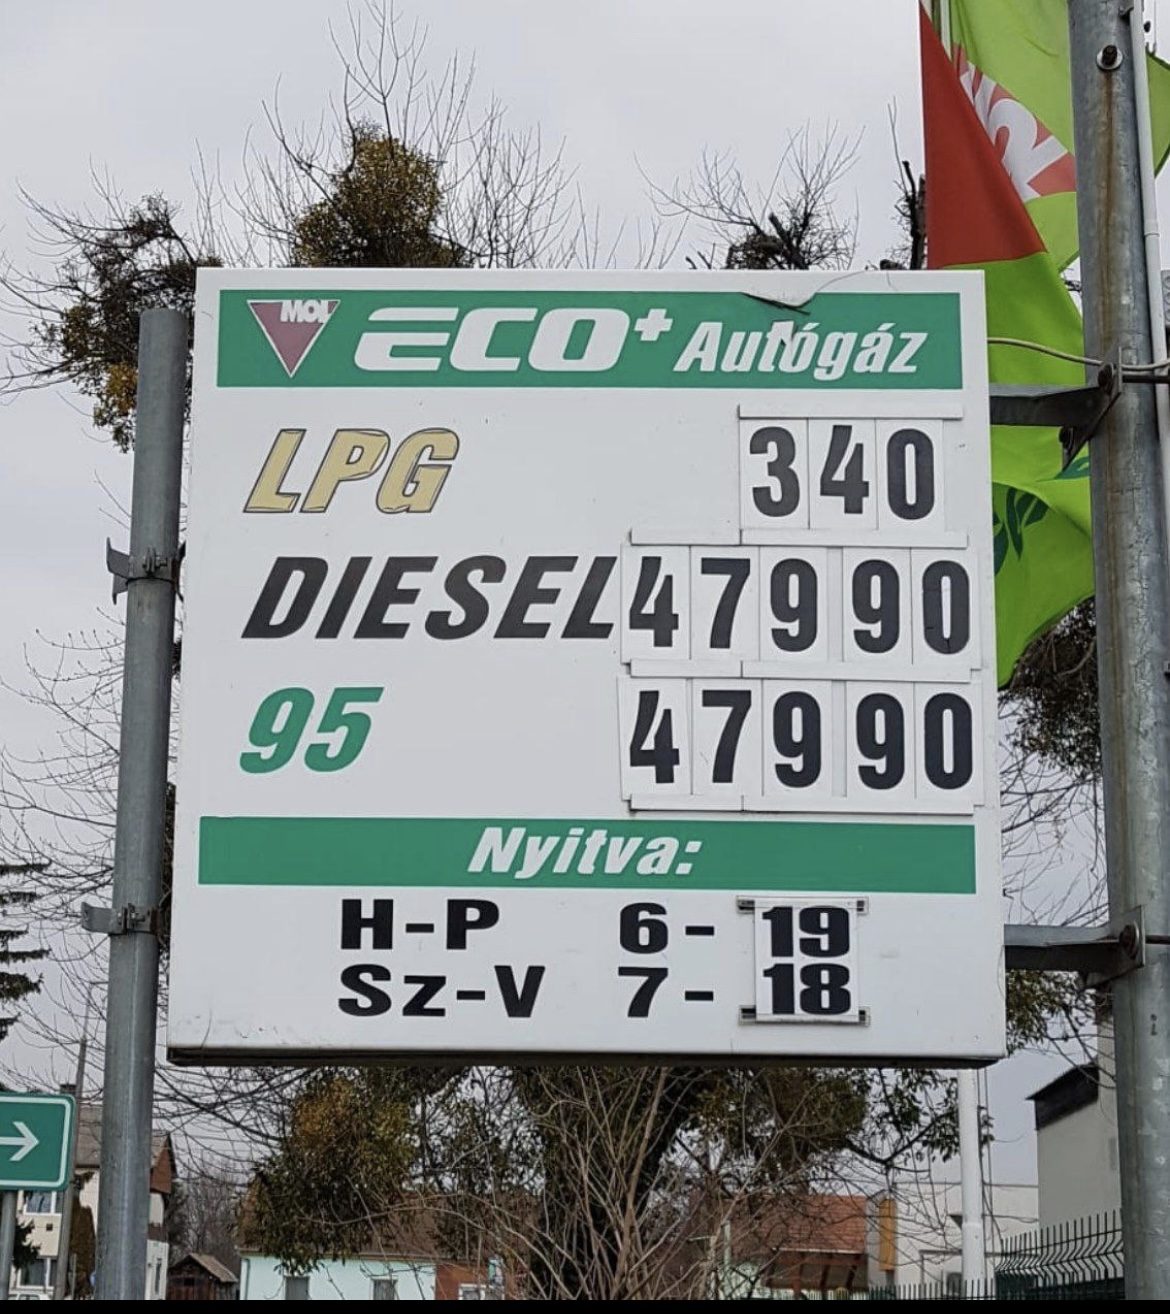 MOL ECO+ Autógáz
LPG 340
DIESEL 47990
95 47990
Nyitva:
H-P 6-19
Sz-V 7-18